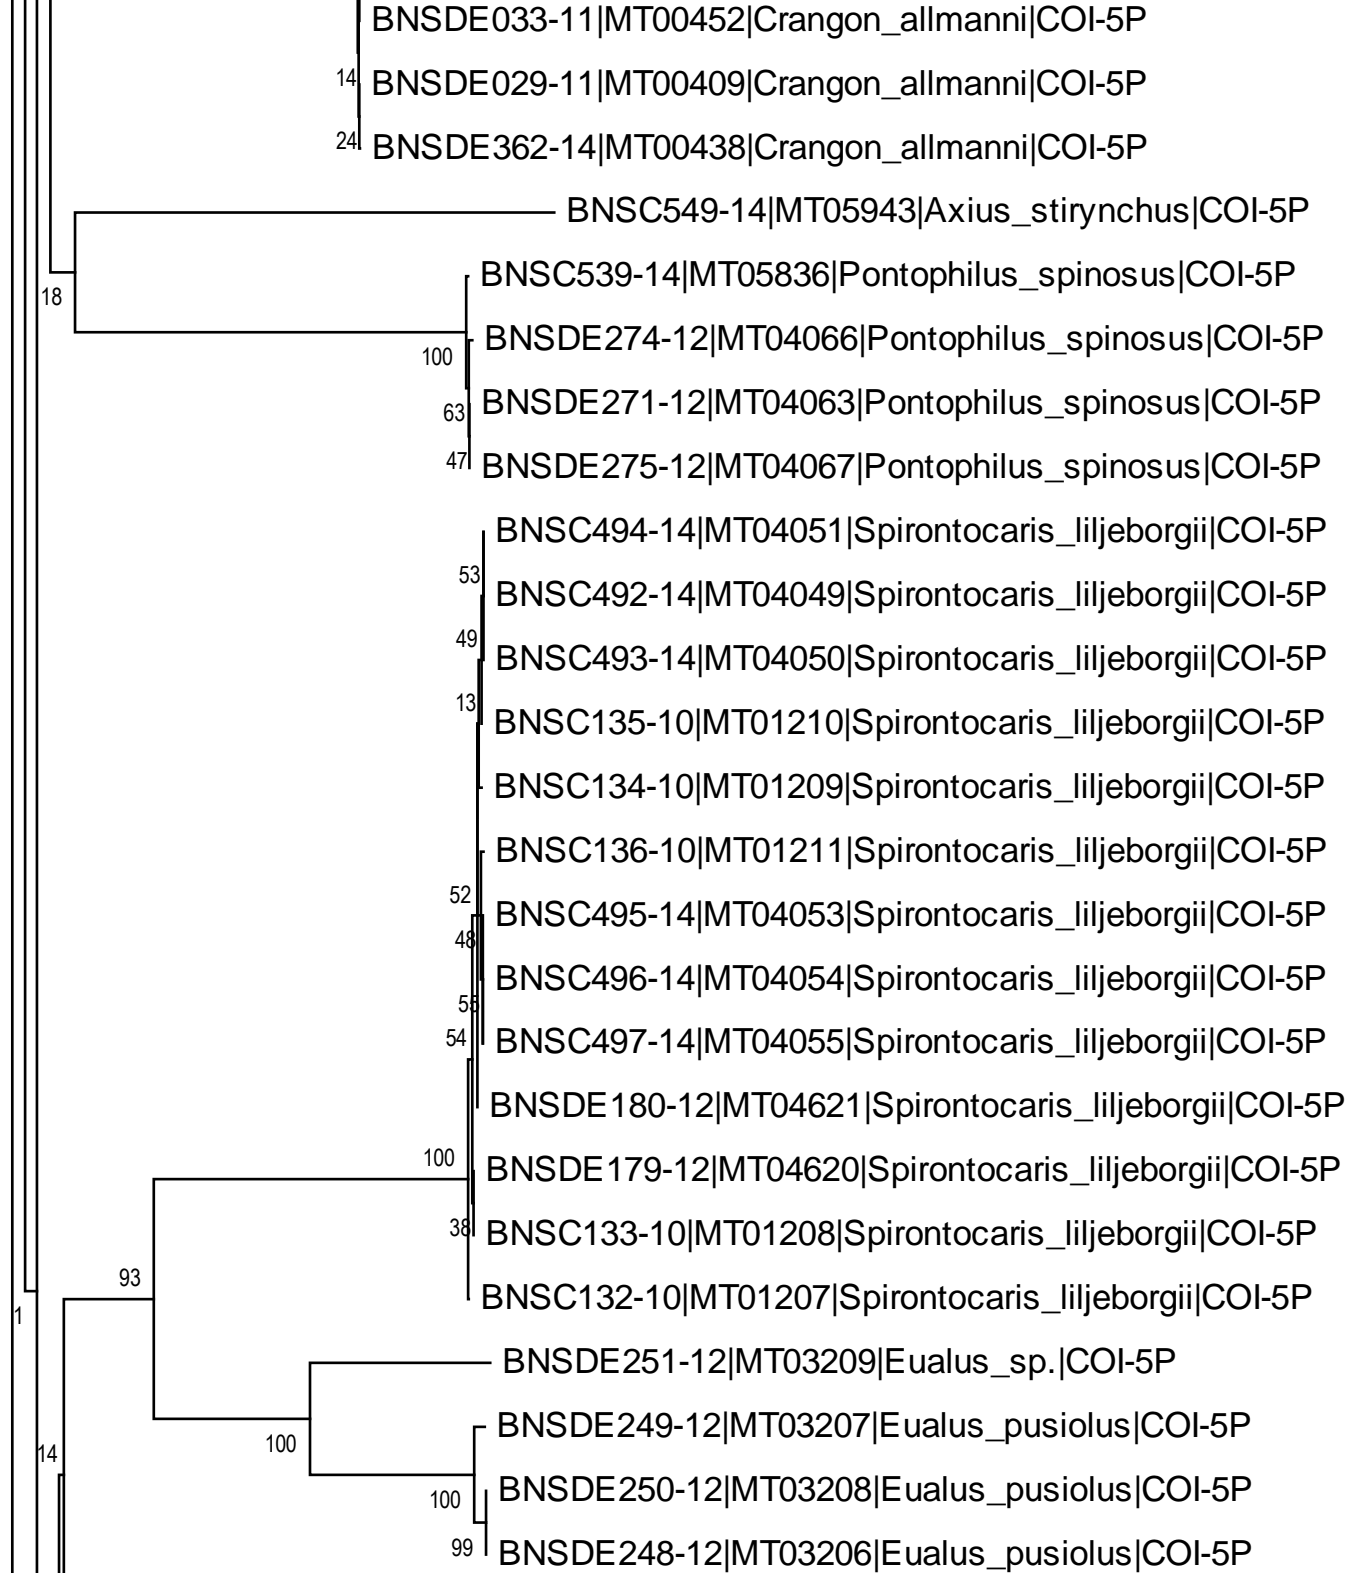 BNSDE033-11|MT00452|Crangon_allmanni|COI-5P
14
BNSDE029-11|MT00409|Crangon_allmanni|COI-5P
24
BNSDE362-14|MT00438|Crangon_allmanni|COI-5P
BNSC549-14|MT05943|Axius_stirynchus|COI-5P
18
BNSC539-14|MT05836|Pontophilus_spinosus|COI-5P
BNSDE274-12|MT04066|Pontophilus_spinosus|COI-5P
100
BNSDE271-12|MT04063|Pontophilus_spinosus|COI-5P
63
47
BNSDE275-12|MT04067|Pontophilus_spinosus|COI-5P
BNSC494-14|MT04051|Spirontocaris_liljeborgii|COI-5P
53
BNSC492-14|MT04049|Spirontocaris_liljeborgii|COI-5P
49
BNSC493-14|MT04050|Spirontocaris_liljeborgii|COI-5P
13
BNSC135-10|MT01210|Spirontocaris_liljeborgii|COI-5P
BNSC134-10|MT01209|Spirontocaris_liljeborgii|COI-5P
BNSC136-10|MT01211|Spirontocaris_liljeborgii|COI-5P
52
BNSC495-14|MT04053|Spirontocaris_liljeborgii|COI-5P
48
BNSC496-14|MT04054|Spirontocaris_liljeborgii|COI-5P
55
54
BNSC497-14|MT04055|Spirontocaris_liljeborgii|COI-5P
BNSDE180-12|MT04621|Spirontocaris_liljeborgii|COI-5P
100
BNSDE179-12|MT04620|Spirontocaris_liljeborgii|COI-5P
38
BNSC133-10|MT01208|Spirontocaris_liljeborgii|COI-5P
93
BNSC132-10|MT01207|Spirontocaris_liljeborgii|COI-5P
1
BNSDE251-12|MT03209|Eualus_sp.|COI-5P
BNSDE249-12|MT03207|Eualus_pusiolus|COI-5P
100
14
BNSDE250-12|MT03208|Eualus_pusiolus|COI-5P
100
99
BNSDE248-12|MT03206|Eualus_pusiolus|COI-5P